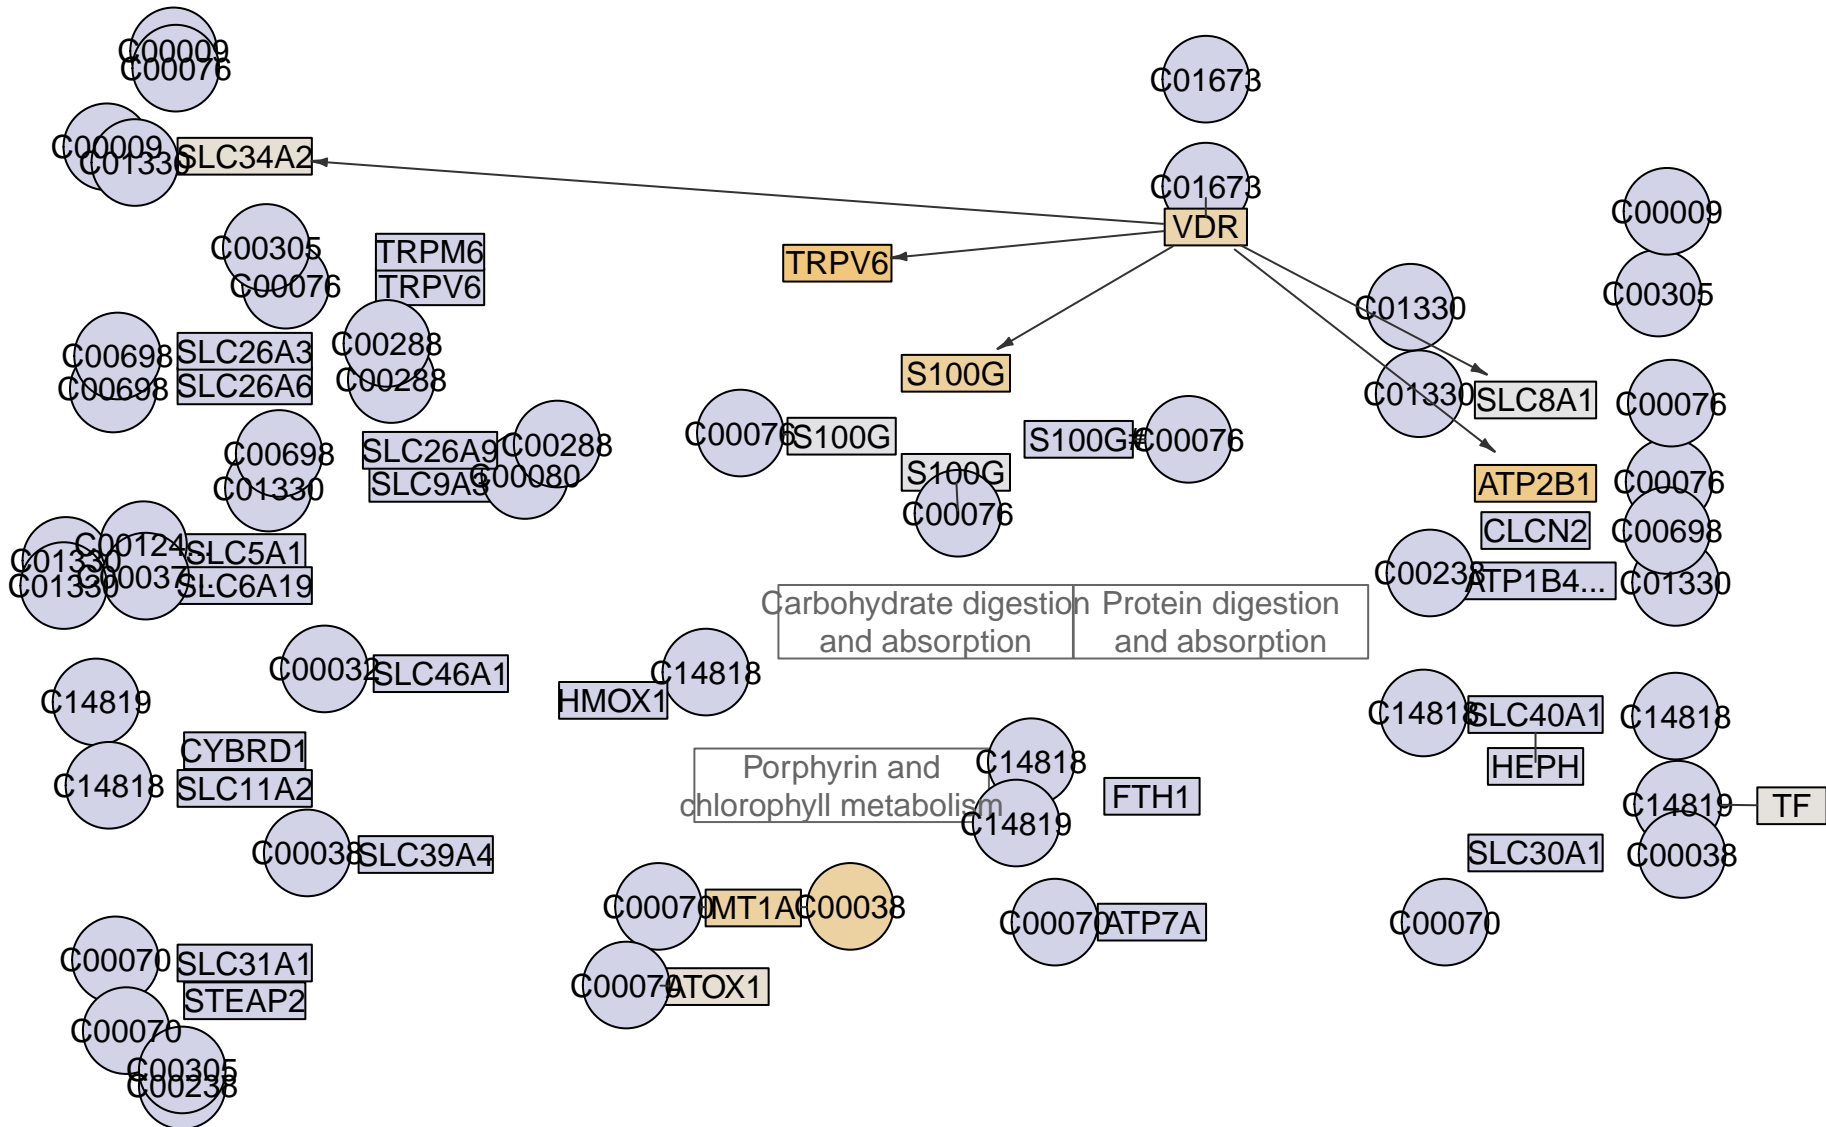 C00009
C00076
C01673
C00009
C01330
SLC34A2
C01673
VDR
C00009
C00305
C00076
TRPM6
TRPV6
TRPV6
C01330
C00305
C00698
C00698
SLC26A3
SLC26A6
C00288
C00288
S100G
C01330
SLC8A1
C00076
C00698
C01330
SLC26A9
SLC9A3
C00288
C00080
C00076
S100G
S100G
C00076
S100G#
C00076
ATP2B1
C00076
CLCN2
C00698
C01330
C01330
C00124...
C00037...
SLC5A1
SLC6A19
C00238
ATP1B4...
C01330
Carbohydrate digestion
and absorption
Protein digestion
and absorption
C00032
SLC46A1
HMOX1
C14818
C14819
C14818
SLC40A1
HEPH
C14818
CYBRD1
SLC11A2
C14818
Porphyrin and
chlorophyll metabolism
C14818
C14819
FTH1
C14819
TF
C00038
SLC39A4
SLC30A1
C00038
C00070
MT1A
C00038
C00070
ATP7A
C00070
C00070
SLC31A1
STEAP2
C00070
ATOX1
C00070
C00305
C00238